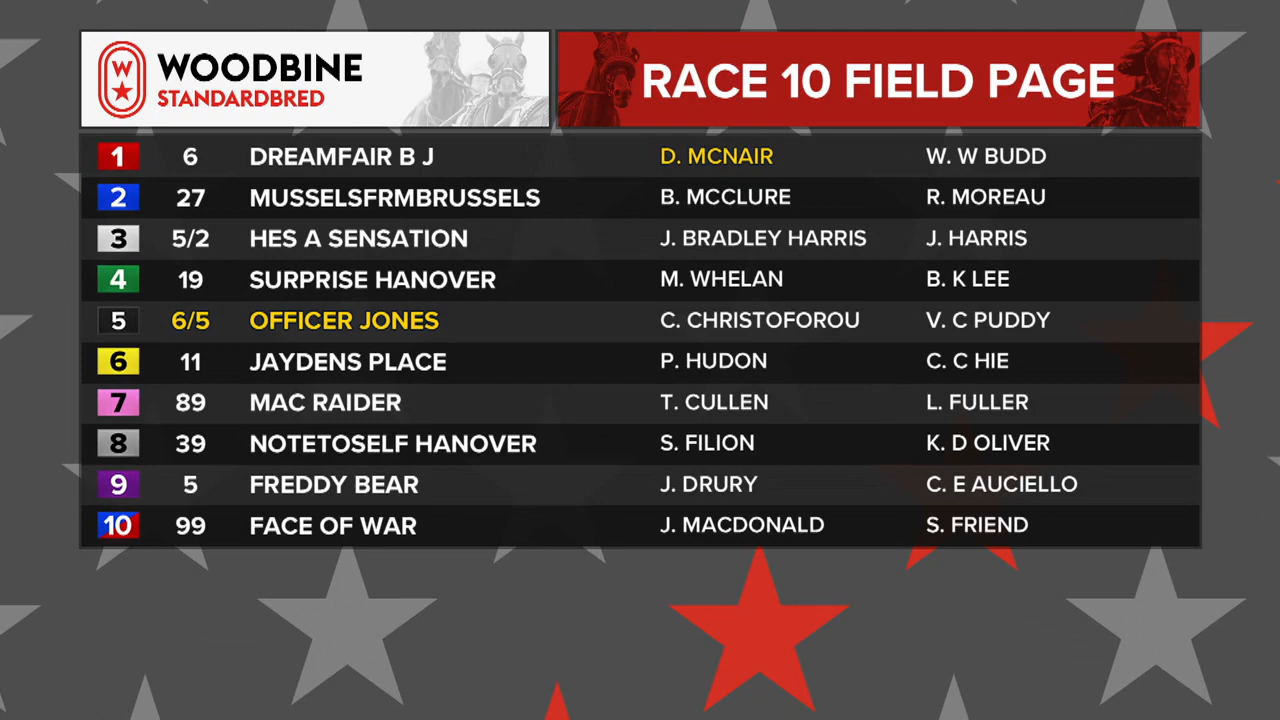 W WOODBINE
STANDARDBRED
RACE 10 FIELD PAGE
1 6 DREAMFAIR B J D. MCNAIR W. W BUDD
2 27 MUSSELSFRMBRUSSELS B. MCCLURE R. MOREAU
3 5/2 HES A SENSATION J. BRADLEY HARRIS J. HARRIS
4 19 SURPRISE HANOVER M. WHELAN B. K LEE
5 6/5 OFFICER JONES C. CHRISTOFOROU V. C PUDDY
6 11 JAYDENS PLACE P. HUDON C. C HIE
7 89 MAC RAIDER T. CULLEN L. FULLER
8 39 NOTETOSELF HANOVER S. FILION K. D OLIVER
9 5 FREDDY BEAR J. DRURY C. E AUCIELLO
10 99 FACE OF WAR J. MACDONALD S. FRIEND